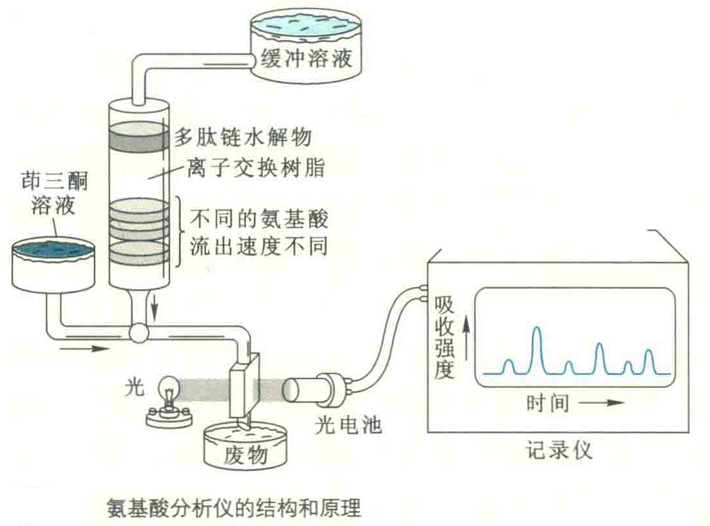 缓冲溶液
多肽链水解物
离子交换树脂
茚三酮
溶液
不同的氨基酸
流出速度不同
吸收强度
时间
光
光电池
废物
记录仪
氨基酸分析仪的结构和原理